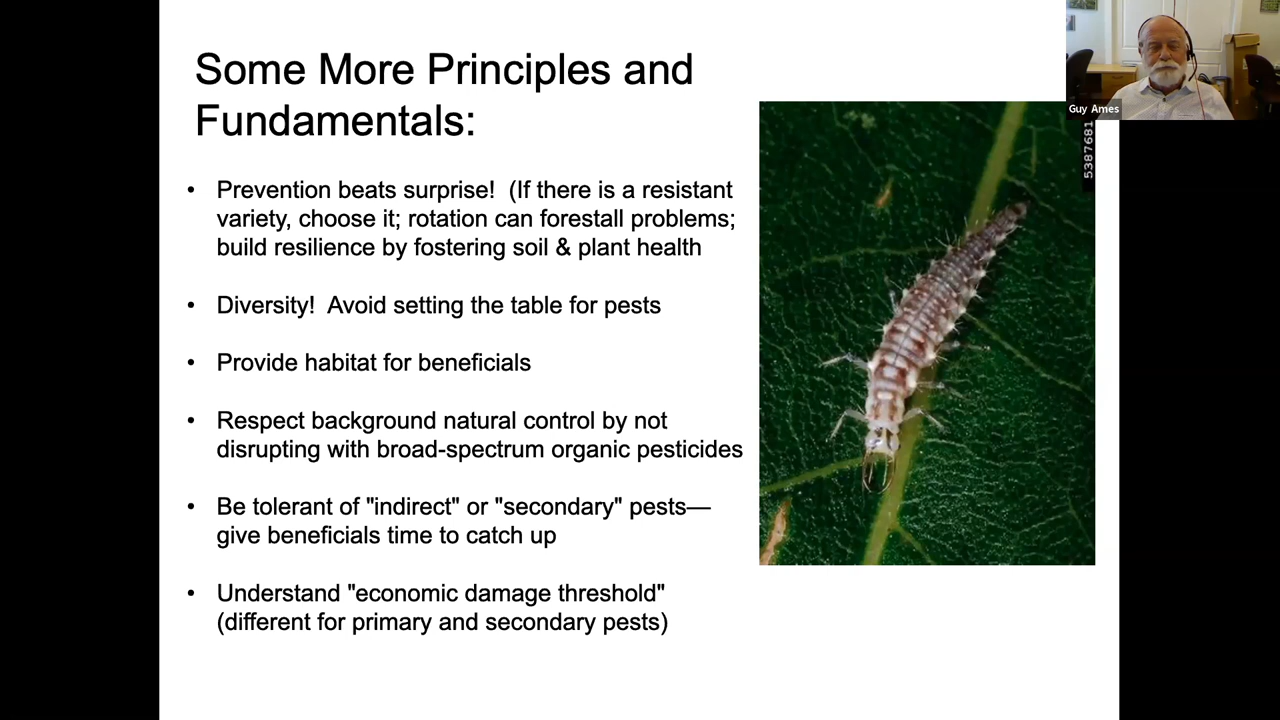 Some More Principles and
Fundamentals:
• Prevention beats surprise!  (If there is a resistant
variety, choose it; rotation can forestall problems;
build resilience by fostering soil & plant health
• Diversity!  Avoid setting the table for pests
• Provide habitat for beneficials
• Respect background natural control by not
disrupting with broad-spectrum organic pesticides
• Be tolerant of "indirect" or "secondary" pests—
give beneficials time to catch up
• Understand "economic damage threshold"
(different for primary and secondary pests)
Guy Ames
5387681